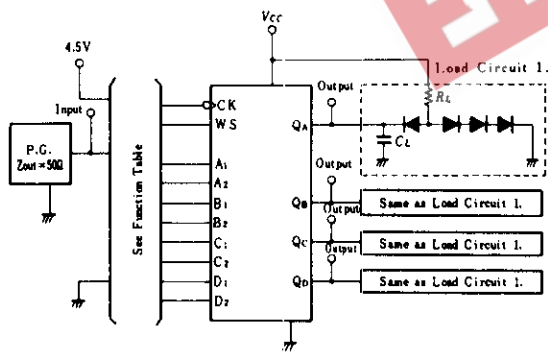 Vcc
4.5V
Load Circuit 1.
Output
RL
Input
CK
WS
QA
CL
P.G.
Zout = 50Ω
See Function Table
A1
A2
B1
B2
C1
C2
D1
D2
Output
QB
Same as Load Circuit 1.
Output
QC
Same as Load Circuit 1.
Output
QD
Same as Load Circuit 1.